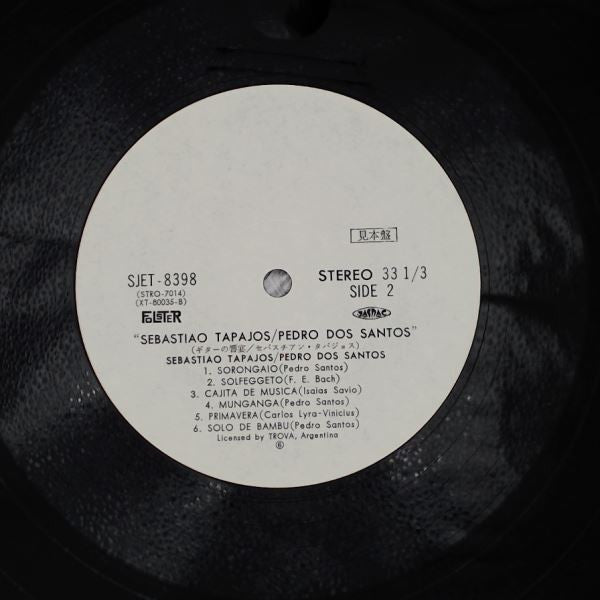 見本盤
SJET-8398
STEREO 33 1/3
(STRO-7014)
SIDE 2
(XT-80035-B)
POLSTER
"SEBASTIAO TAPAJOS/PEDRO DOS SANTOS"
(ギターの饗宴/セバスチアン・タパジョス)
SEBASTIAO TAPAJOS/PEDRO DOS SANTOS
1. SORONGAIO(Pedro Santos)
2. SOLFEGGETO(F. E. Bach)
3. CAJITA DE MUSICA(Isaias Savio)
4. MUNGANGA(Pedro Santos)
5. PRIMAVERA(Carlos Lyra-Vinicius)
6. SOLO DE BAMBU(Pedro Santos)
Licensed by TROVA, Argentina